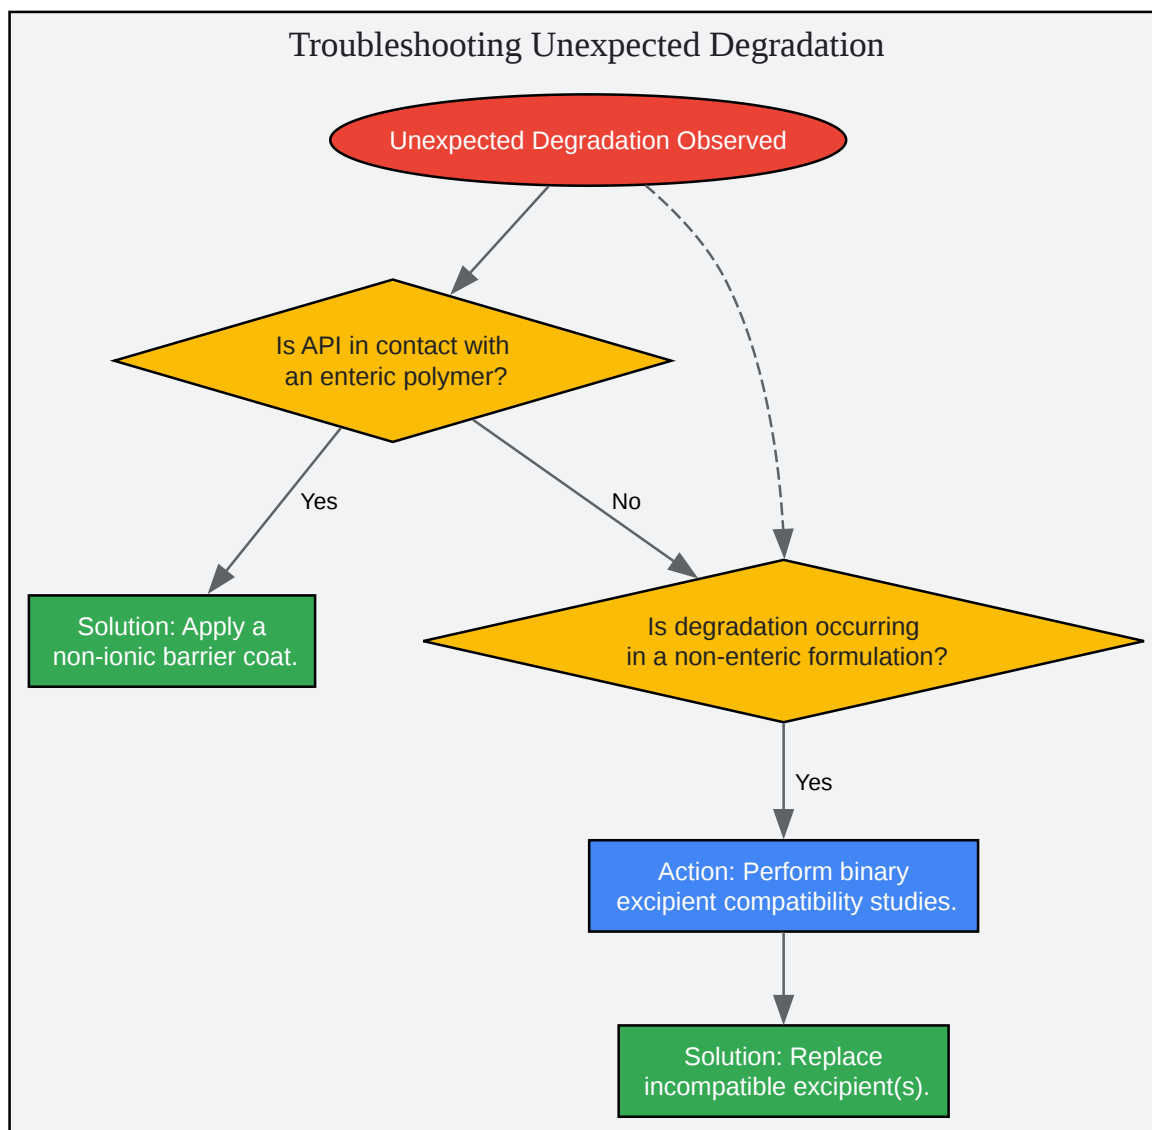 Troubleshooting Unexpected Degradation
Unexpected Degradation Observed
Is API in contact with
an enteric polymer?
Yes
No
Solution: Apply a
non-ionic barrier coat.
Is degradation occurring
in a non-enteric formulation?
Yes
Action: Perform binary
excipient compatibility studies.
Solution: Replace
incompatible excipient(s).